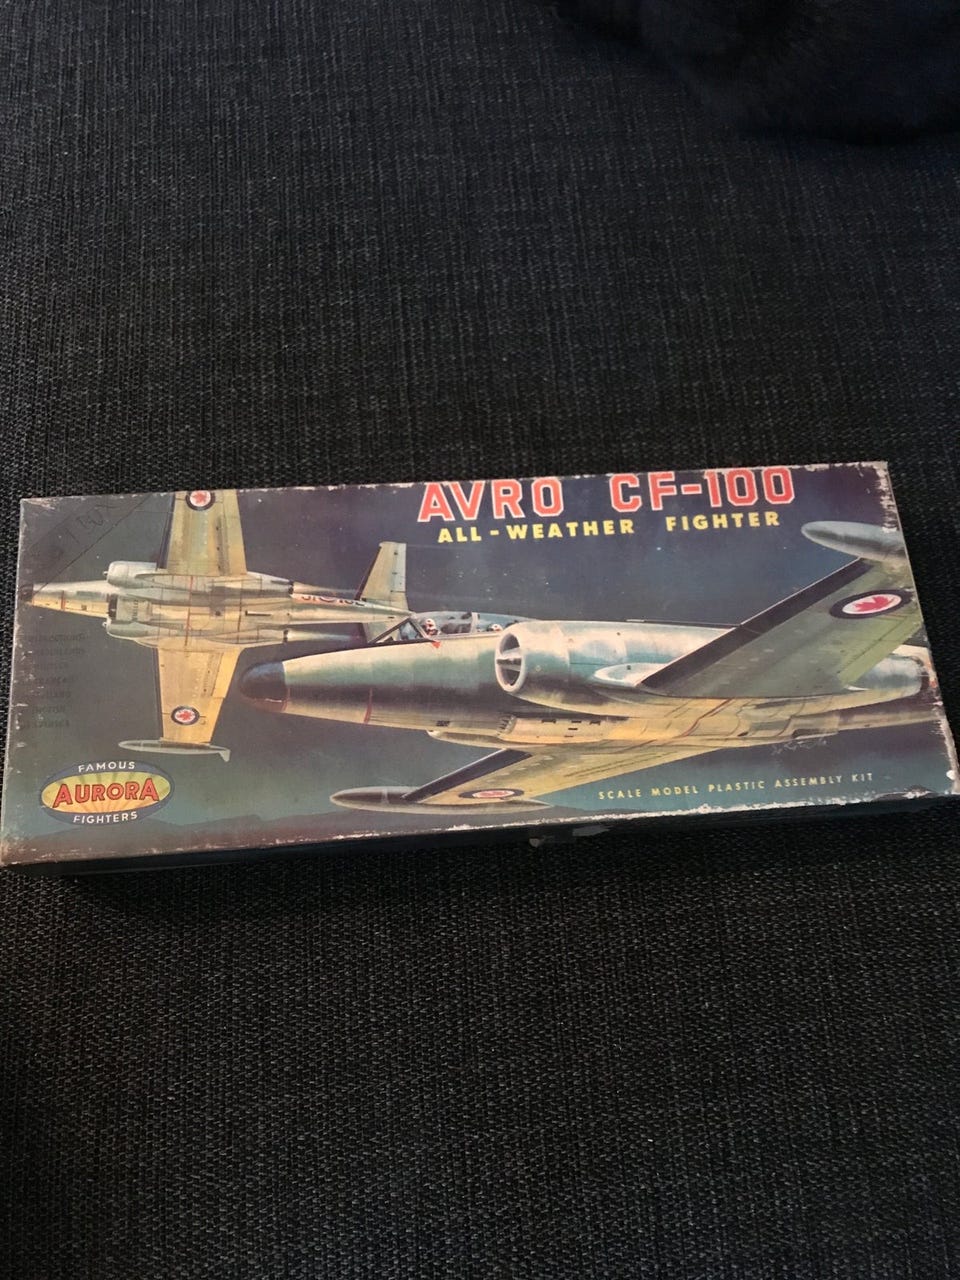 AVRO CF-100
ALL-WEATHER FIGHTER
FAMOUS
AURORA
FIGHTERS
SCALE MODEL PLASTIC ASSEMBLY KIT